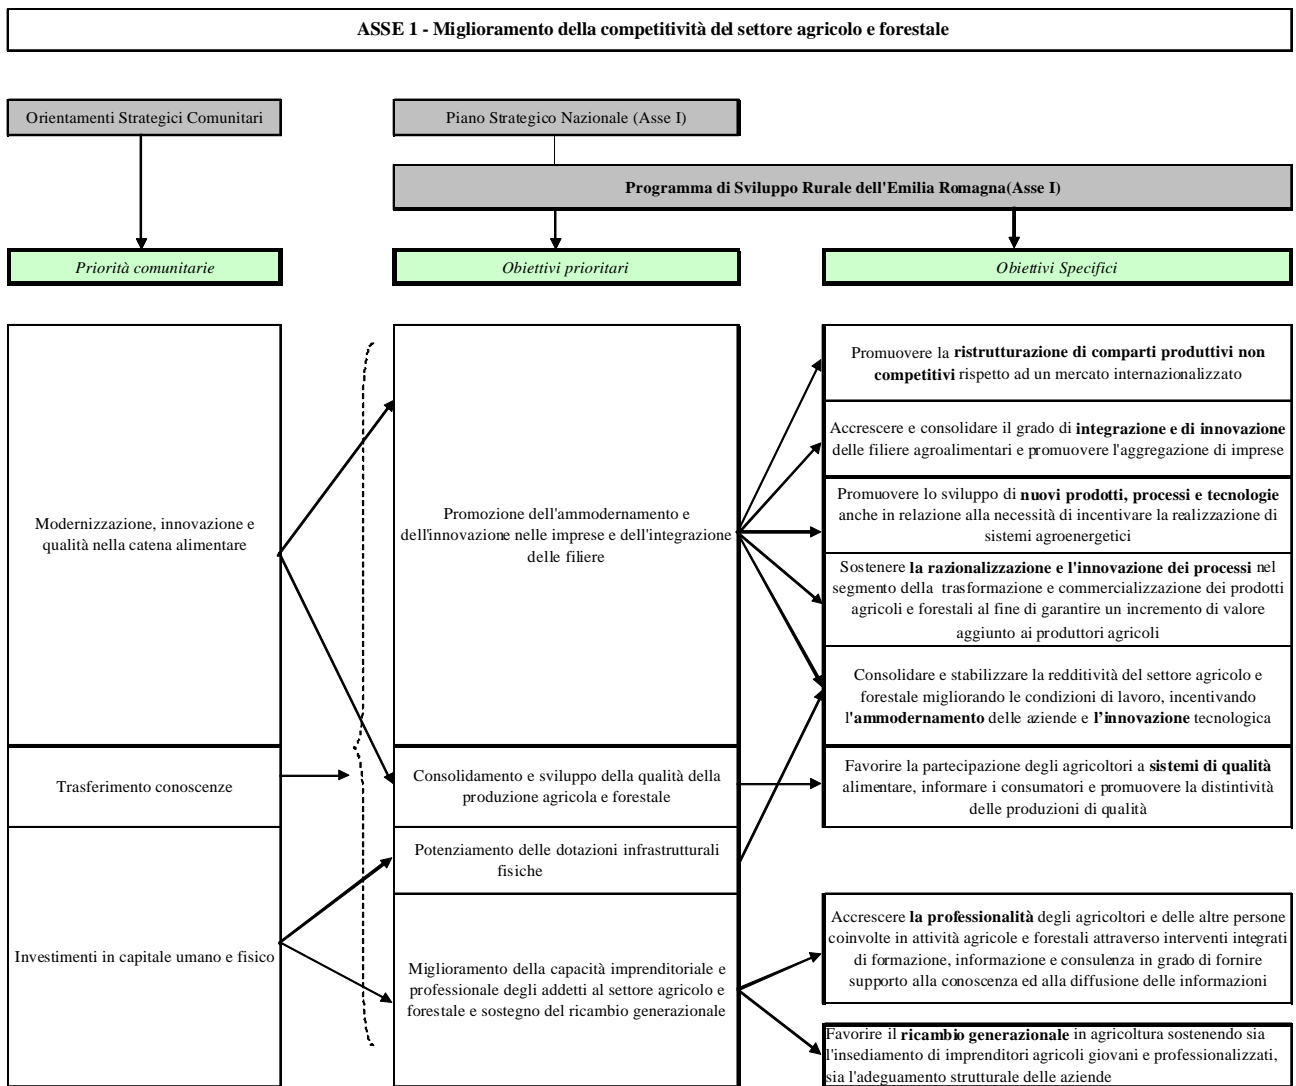 ASSE 1 - Miglioramento della competitività del settore agricolo e forestale
Orientamenti Strategici Comunitari
Piano Strategico Nazionale (Asse I)
Programma di Sviluppo Rurale dell'Emilia Romagna(Asse I)
Priorità comunitarie
Obiettivi prioritari
Obiettivi Specifici
Modernizzazione, innovazione e
qualità nella catena alimentare
Trasferimento conoscenze
Investimenti in capitale umano e fisico
Promozione dell'ammodernamento e
dell'innovazione nelle imprese e dell'integrazione
delle filiere
Consolidamento e sviluppo della qualità della
produzione agricola e forestale
Potenziamento delle dotazioni infrastrutturali
fisiche
Miglioramento della capacità imprenditoriale e
professionale degli addetti al settore agricolo e
forestale e sostegno del ricambio generazionale
Promuovere la ristrutturazione di comparti produttivi non
competitivi rispetto ad un mercato internazionalizzato
Accrescere e consolidare il grado di integrazione e di innovazione
delle filiere agroalimentari e promuovere l'aggregazione di imprese
Promuovere lo sviluppo di nuovi prodotti, processi e tecnologie
anche in relazione alla necessità di incentivare la realizzazione di
sistemi agroenergetici
Sostenere la razionalizzazione e l'innovazione dei processi nel
segmento della trasformazione e commercializzazione dei prodotti
agricoli e forestali al fine di garantire un incremento di valore
aggiunto ai produttori agricoli
Consolidare e stabilizzare la redditività del settore agricolo e
forestale migliorando le condizioni di lavoro, incentivando
l'ammodernamento delle aziende e l’innovazione tecnologica
Favorire la partecipazione degli agricoltori a sistemi di qualità
alimentare, informare i consumatori e promuovere la distintività
delle produzioni di qualità
Accrescere la professionalità degli agricoltori e delle altre persone
coinvolte in attività agricole e forestali attraverso interventi integrati
di formazione, informazione e consulenza in grado di fornire
supporto alla conoscenza ed alla diffusione delle informazioni
Favorire il ricambio generazionale in agricoltura sostenendo sia
l'insediamento di imprenditori agricoli giovani e professionalizzati,
sia l'adeguamento strutturale delle aziende